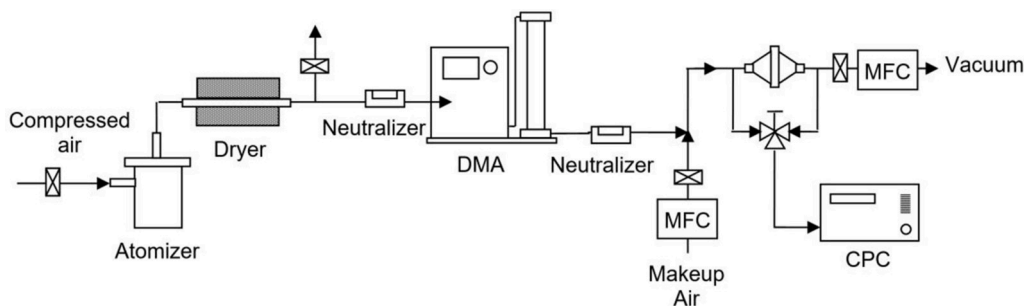 Compressed
air
Atomizer
Dryer
Neutralizer
DMA
Neutralizer
MFC
Makeup
Air
MFC
Vacuum
CPC